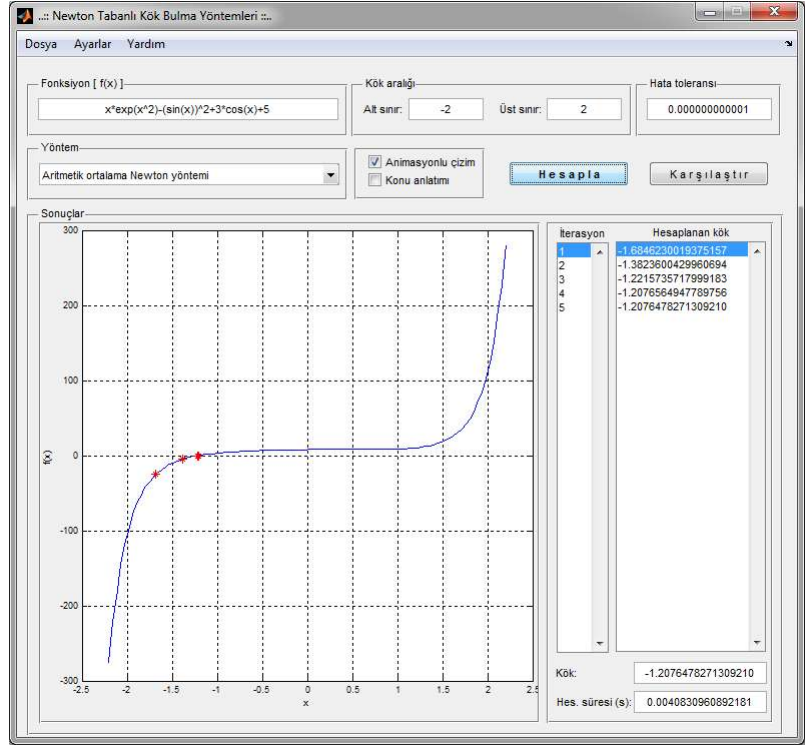 ..:: Newton Tabanlı Kök Bulma Yöntemleri ::..
Dosya Ayarlar Yardım
Fonksiyon [ f(x) ]
x*exp(x^2)-(sin(x))^2+3*cos(x)+5
Kök aralığı
Alt sınır: -2 Üst sınır: 2
Hata toleransı
0.000000000001
Yöntem
Aritmetik ortalama Newton yöntemi
Animasyonlu çizim
Konu anlatımı
Hesapla
Karşılaştır
Sonuçlar
300
200
100
0
-100
-200
-300
f(x)
-2.5 -2 -1.5 -1 -0.5 0 0.5 1 1.5 2 2.5
x
İterasyon Hesaplanan kök
1 -1.6846230019375157
2 -1.3823600429960694
3 -1.2215735717999183
4 -1.2076564947789756
5 -1.2076478271309210
Kök: -1.2076478271309210
Hes. süresi (s): 0.0040830960892181